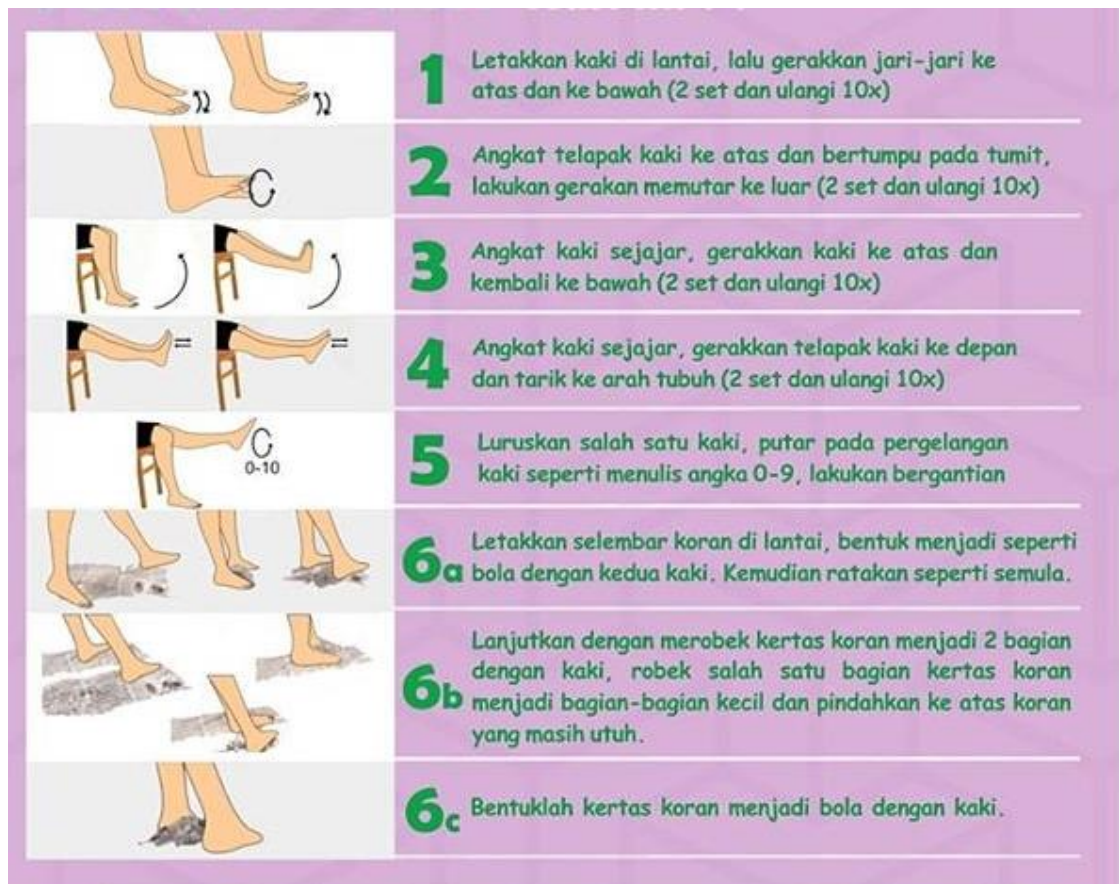 1
Letakkan kaki di lantai, lalu gerakkan jari-jari ke
atas dan ke bawah (2 set dan ulangi 10x)
2
Angkat telapak kaki ke atas dan bertumpu pada tumit,
lakukan gerakan memutar ke luar (2 set dan ulangi 10x)
3
Angkat kaki sejajar, gerakkan kaki ke atas dan
kembali ke bawah (2 set dan ulangi 10x)
4
Angkat kaki sejajar, gerakkan telapak kaki ke depan
dan tarik ke arah tubuh (2 set dan ulangi 10x)
0-10
5
Luruskan salah satu kaki, putar pada pergelangan
kaki seperti menulis angka 0-9, lakukan bergantian
6a
Letakkan selembar koran di lantai, bentuk menjadi seperti
bola dengan kedua kaki. Kemudian ratakan seperti semula.
6b
Lanjutkan dengan merobek kertas koran menjadi 2 bagian
dengan kaki, robek salah satu bagian kertas koran
menjadi bagian-bagian kecil dan pindahkan ke atas koran
yang masih utuh.
6c
Bentuklah kertas koran menjadi bola dengan kaki.